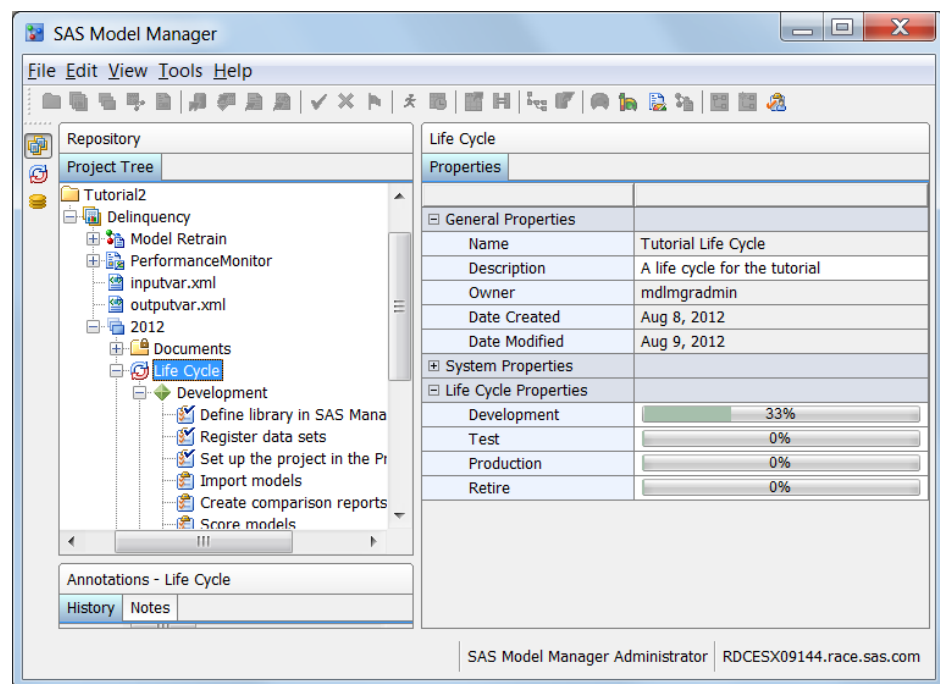 SAS Model Manager
File Edit View Tools Help
Repository
Project Tree
Tutorial2
Delinquency
Model Retrain
PerformanceMonitor
inputvar.xml
outputvar.xml
2012
Documents
Life Cycle
Development
Define library in SAS Mana
Register data sets
Set up the project in the Pr
Import models
Create comparison reports
Score models
Annotations - Life Cycle
History Notes
Life Cycle
Properties
General Properties
Name Tutorial Life Cycle
Description A life cycle for the tutorial
Owner mdlmgradmin
Date Created Aug 8, 2012
Date Modified Aug 9, 2012
System Properties
Life Cycle Properties
Development 33%
Test 0%
Production 0%
Retire 0%
SAS Model Manager Administrator RDCESX09144.race.sas.com